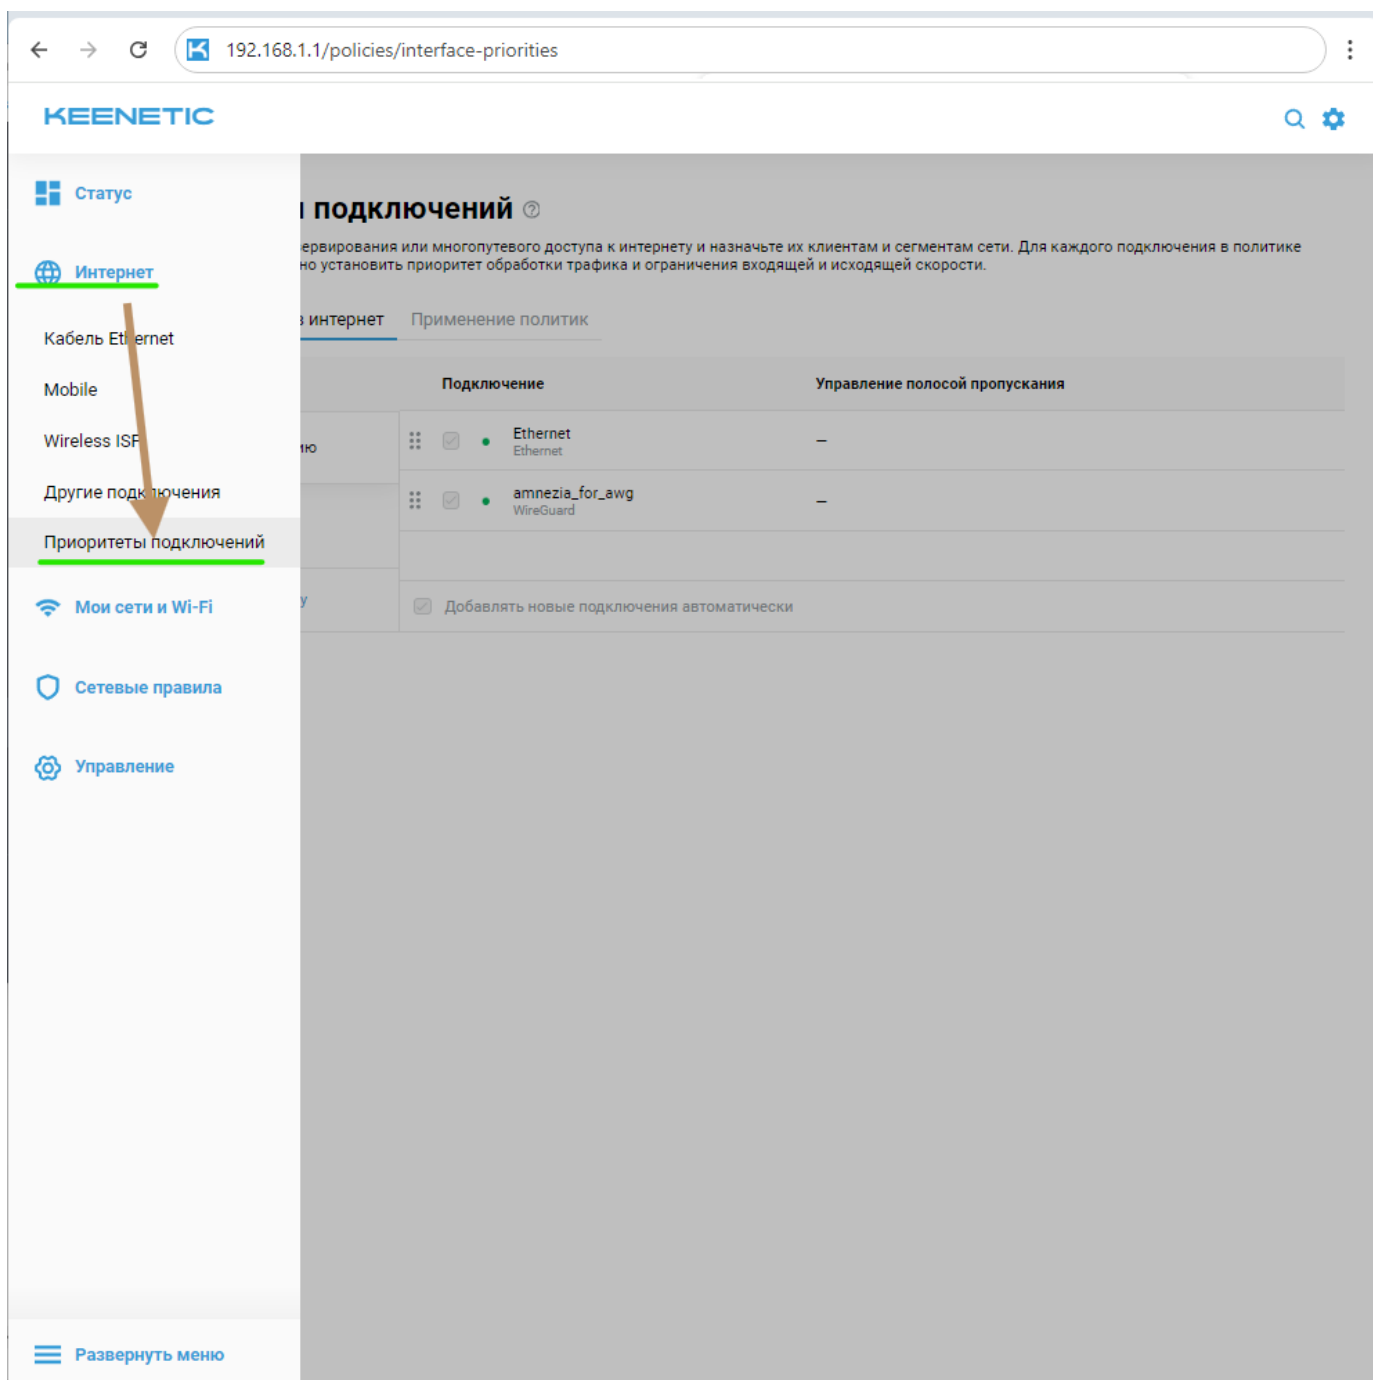 192.168.1.1/policies/interface-priorities
KEENETIC
Статус
Интернет
Кабель Ethernet
Mobile
Wireless ISP
Другие подключения
Приоритеты подключений
Мои сети и Wi-Fi
Сетевые правила
Управление
Развернуть меню
подключений
ервирования или многопутевого доступа к интернету и назначьте их клиентам и сегментам сети. Для каждого подключения в политике
но установить приоритет обработки трафика и ограничения входящей и исходящей скорости.
в интернет Применение политик
Подключение Управление полосой пропускания
ию
Ethernet –
Ethernet
amnezia_for_awg –
WireGuard
у
Добавлять новые подключения автоматически